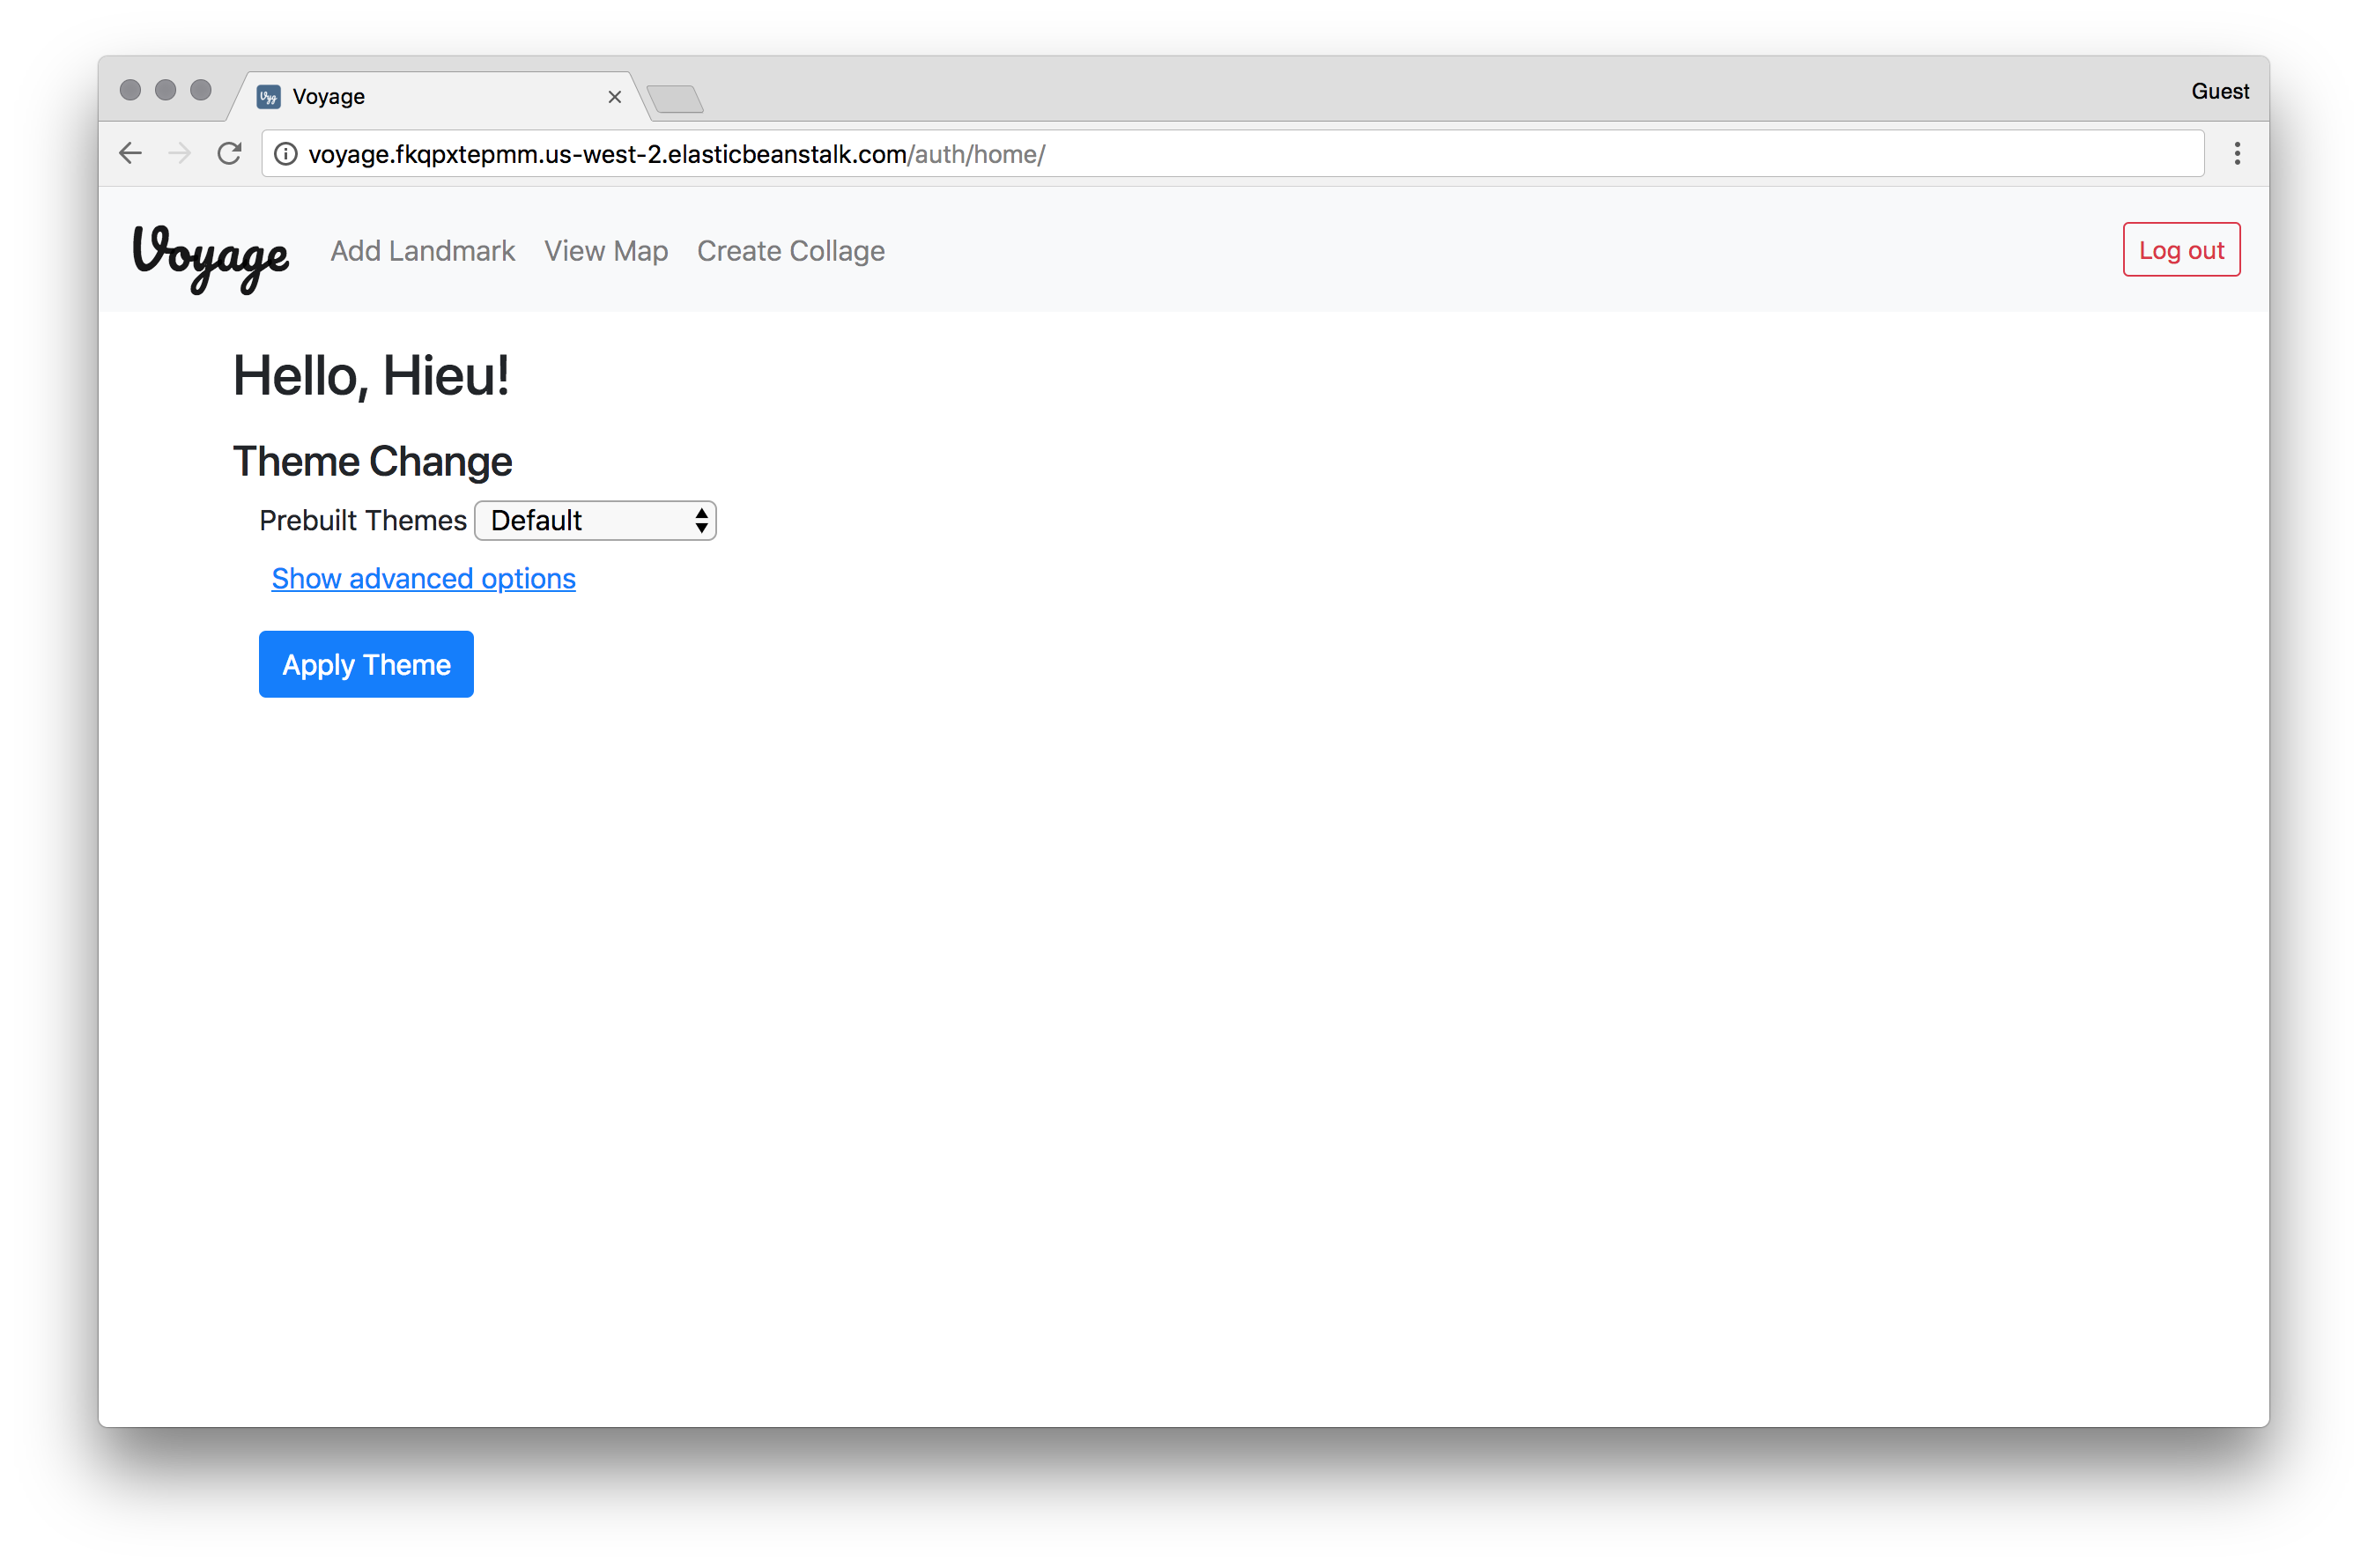 Voyage
Guest
voyage.fkqpxtepmm.us-west-2.elasticbeanstalk.com/auth/home/
Voyage Add Landmark View Map Create Collage Log out
Hello, Hieu!
Theme Change
Prebuilt Themes Default
Show advanced options
Apply Theme